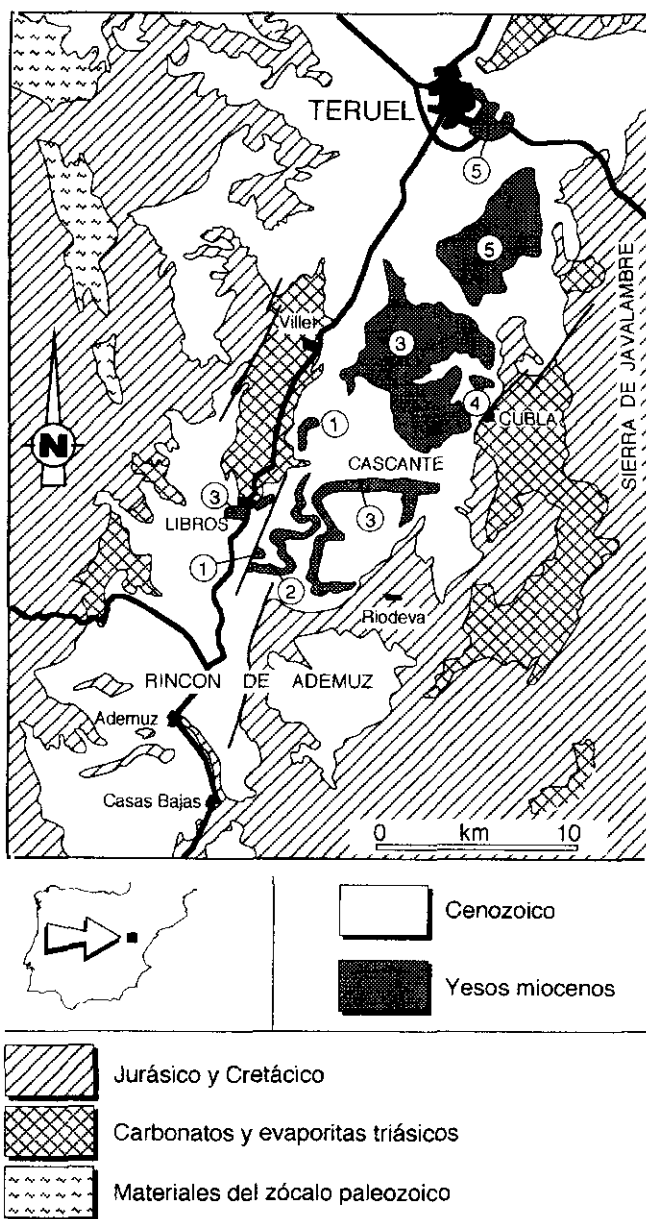 TERUEL
5
5
SIERRA DE JAVALAMBRE
Villel
3
N
4
CUBLA
1
CASCANTE
3
LIBROS
3
1
2
Riodeva
RINCON DE ADEMUZ
Ademuz
Casas Bajas
0 km 10
Cenozoico
Yesos miocenos
Jurásico y Cretácico
Carbonatos y evaporitas triásicos
Materiales del zócalo paleozoico